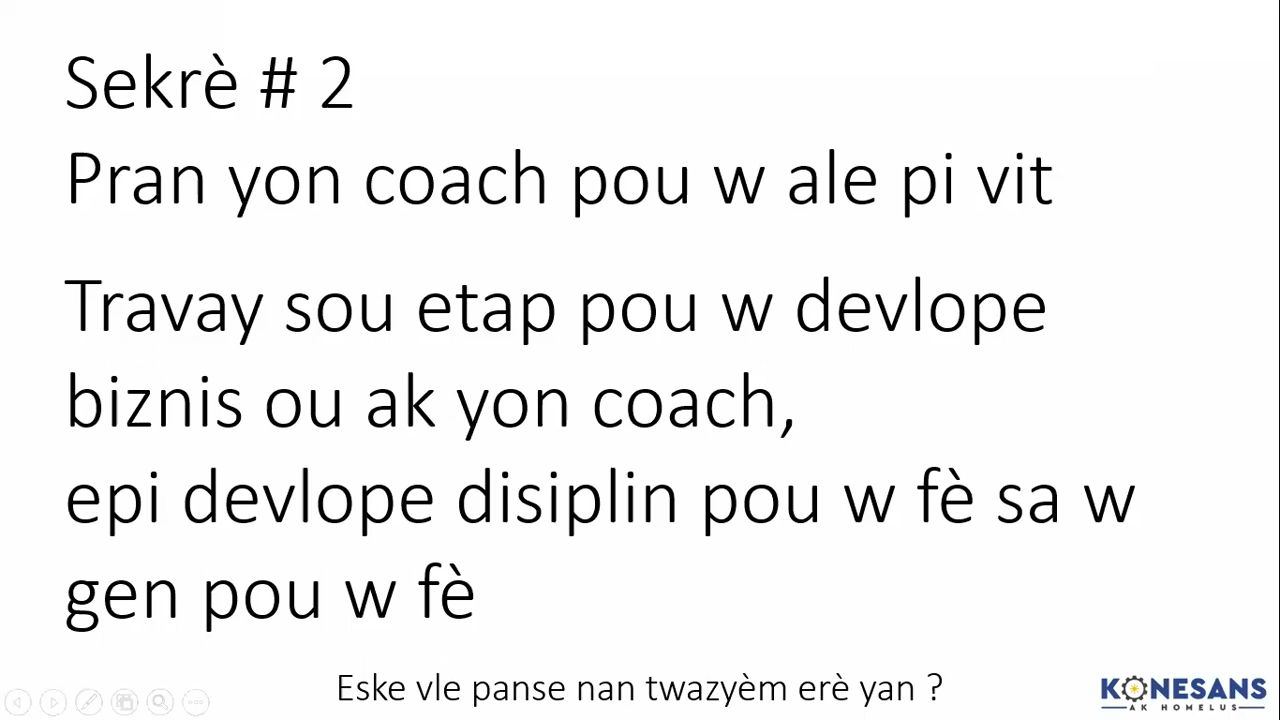 Sekrè # 2
Pran yon coach pou w ale pi vit
Travay sou etap pou w devlope
biznis ou ak yon coach,
epi devlope disiplin pou w fè sa w
gen pou w fè
Eske vle panse nan twazyèm erè yan ?
KONESANS
AK HOMELUS